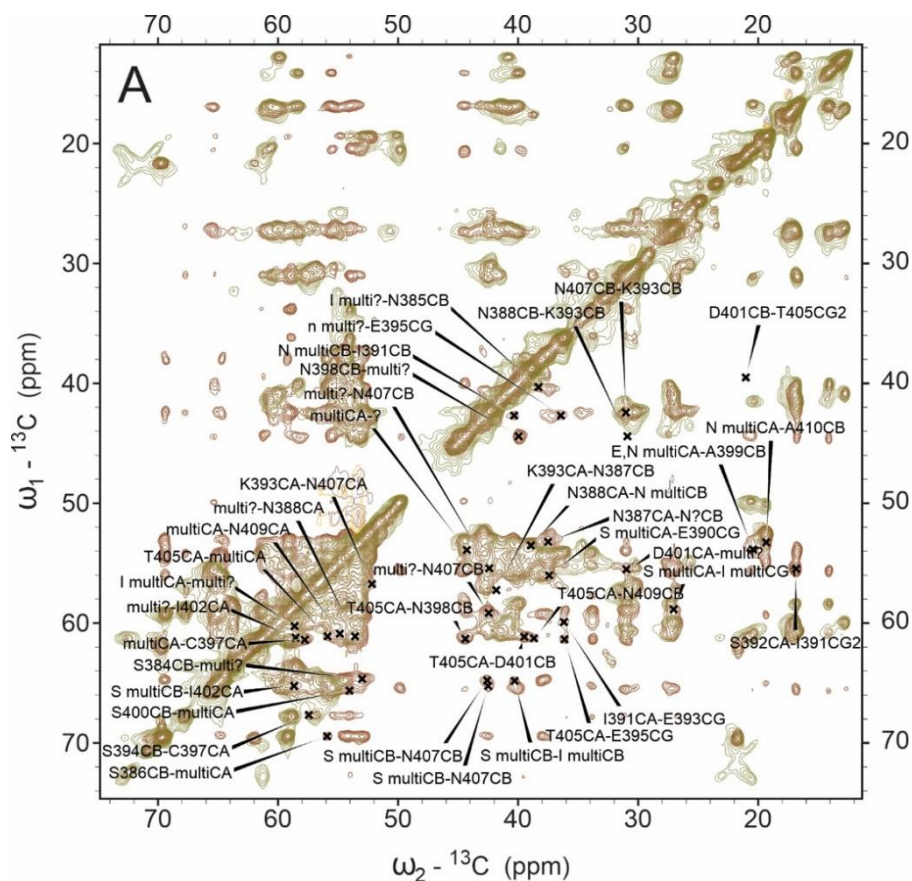 70 60 50 40 30 20
A
20
30
40
50
60
70
ω₁ - ¹³C (ppm)
I multi?-N385CB
n multi?-E395CG
N multiCB-I391CB
N398CB-multi?
multi?-N407CB
multiCA-?
N407CB-K393CB
N388CB-K393CB
D401CB-T405CG2
N multiCA-A410CB
E,N multiCA-A399CB
K393CA-N387CB
N388CA-N multiCB
N387CA-N?CB
S multiCA-E390CG
D401CA-multi?
S multiCA-I multiCG
K393CA-N407CA
multi?-N388CA
multiCA-N409CA
T405CA-multiCA
I multiCA-multi?
multi?-I402CA
multiCA-C397CA
S384CB-multi?
S multiCB-I402CA
S400CB-multiCA
S394CB-C397CA
S386CB-multiCA
multi?-N407CB
T405CA-N398CB
T405CA-N409CB
T405CA-D401CB
S392CA-I391CG2
I391CA-E393CG
T405CA-E395CG
S multiCB-I multiCB
S multiCB-N407CB
S multiCB-N407CB
70 60 50 40 30 20
ω₂ - ¹³C (ppm)